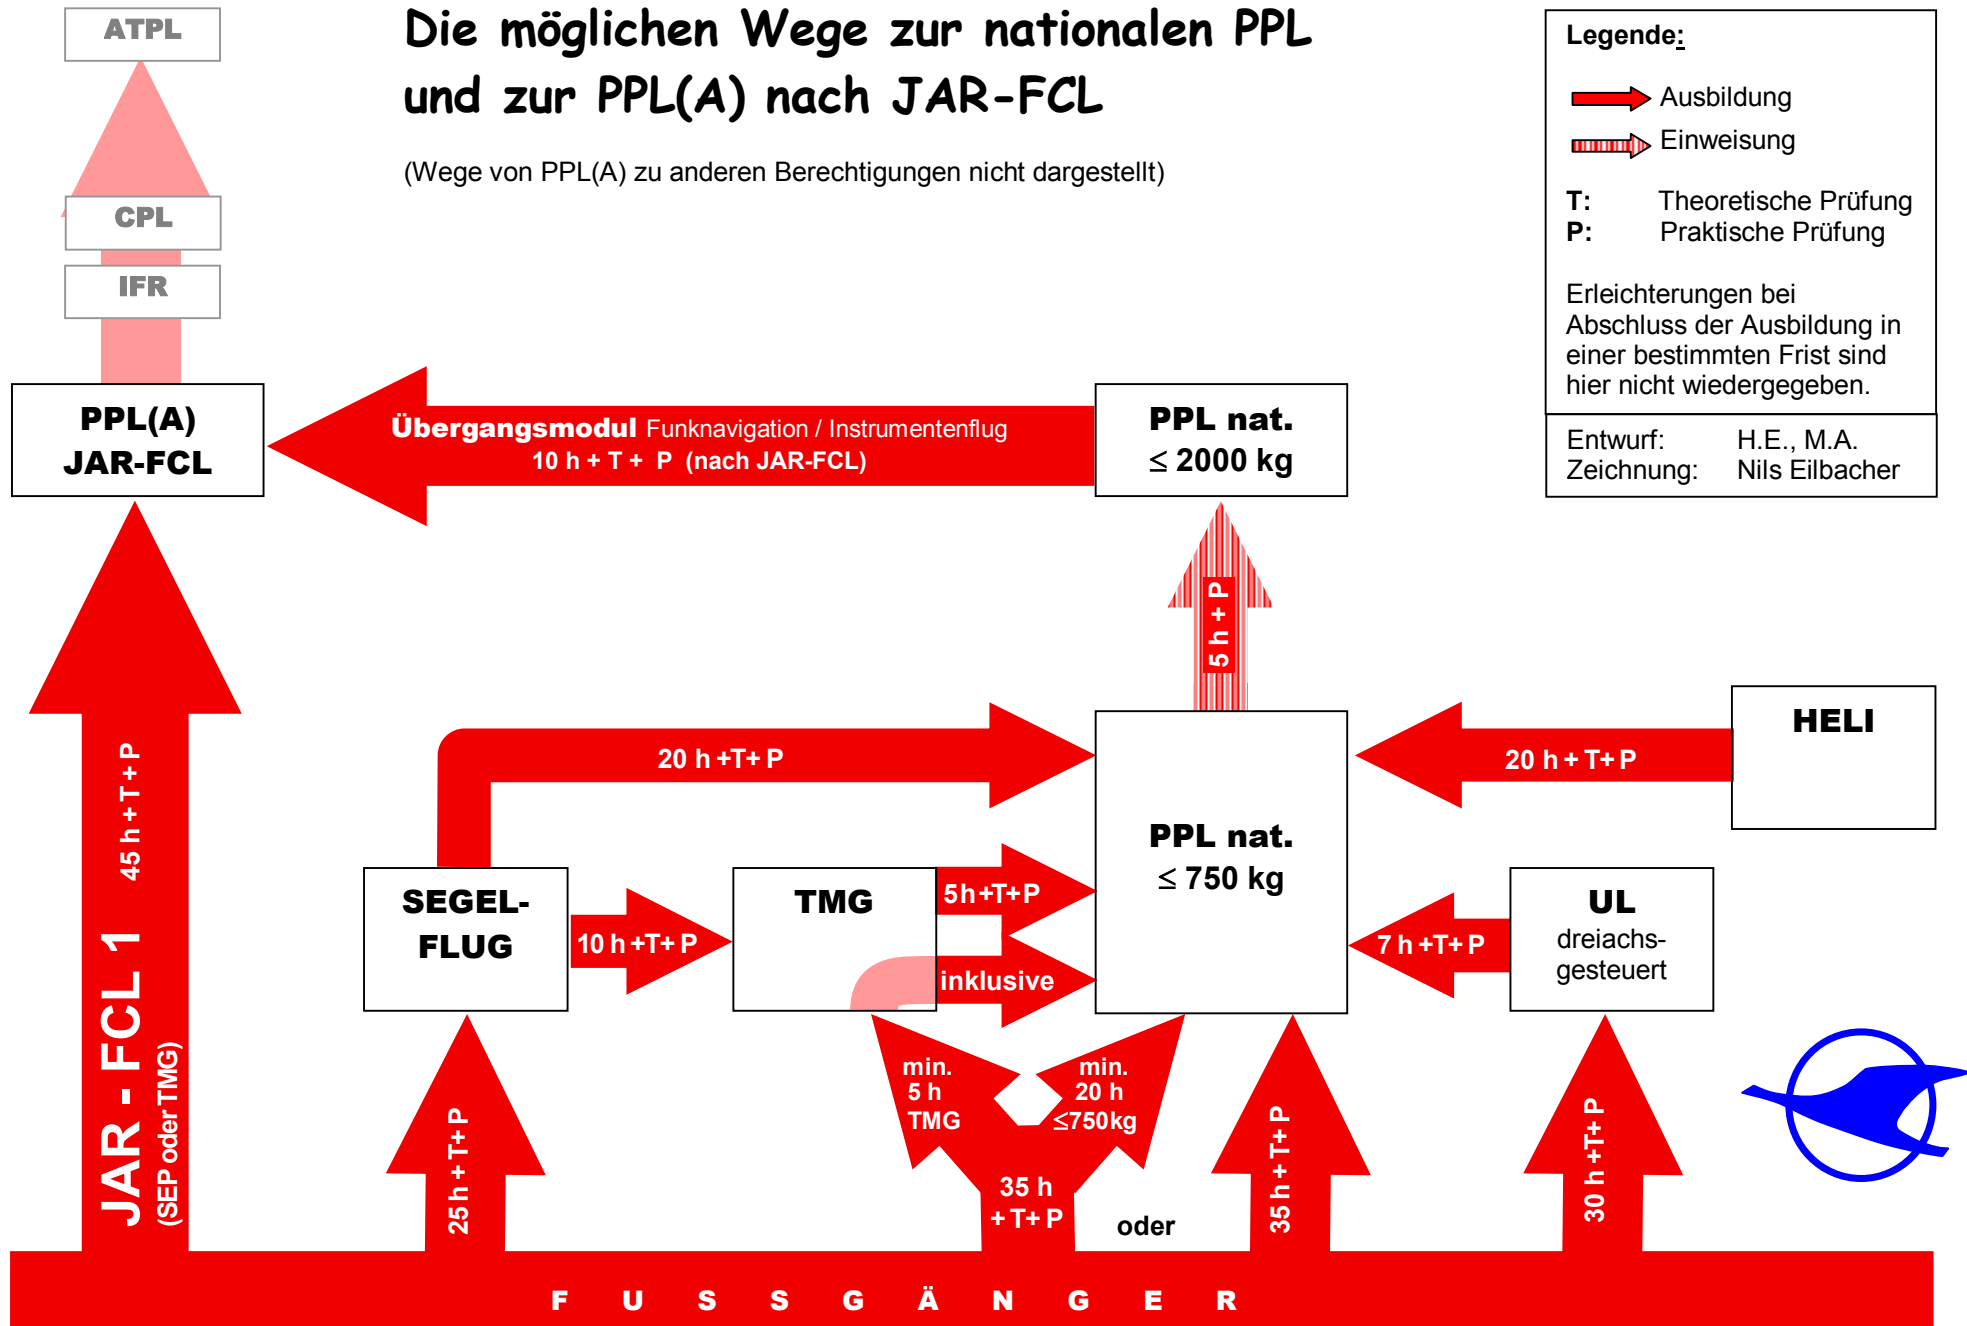 Die möglichen Wege zur nationalen PPL
und zur PPL(A) nach JAR-FCL
(Wege von PPL(A) zu anderen Berechtigungen nicht dargestellt)
Legende:
Ausbildung
Einweisung
T: Theoretische Prüfung
P: Praktische Prüfung
Erleichterungen bei
Abschluss der Ausbildung in
einer bestimmten Frist sind
hier nicht wiedergegeben.
Entwurf: H.E., M.A.
Zeichnung: Nils Eilbacher
ATPL
CPL
IFR
PPL(A)
JAR-FCL
Übergangsmodul Funknavigation / Instrumentenflug
10 h + T + P (nach JAR-FCL)
PPL nat.
≤ 2000 kg
5 h + P
HELI
20 h + T+ P
20 h +T+ P
PPL nat.
≤ 750 kg
SEGEL-
FLUG
10 h +T+ P
TMG
5h+T+P
inklusive
UL
dreiachs-
gesteuert
7 h +T+ P
JAR - FCL 1 45 h + T + P
(SEP oder TMG)
25 h + T+ P
min.
5 h
TMG
min.
20 h
≤750kg
35 h
+ T+ P
oder
35 h + T+ P
30 h +T+ P
FUSSGÄNGER